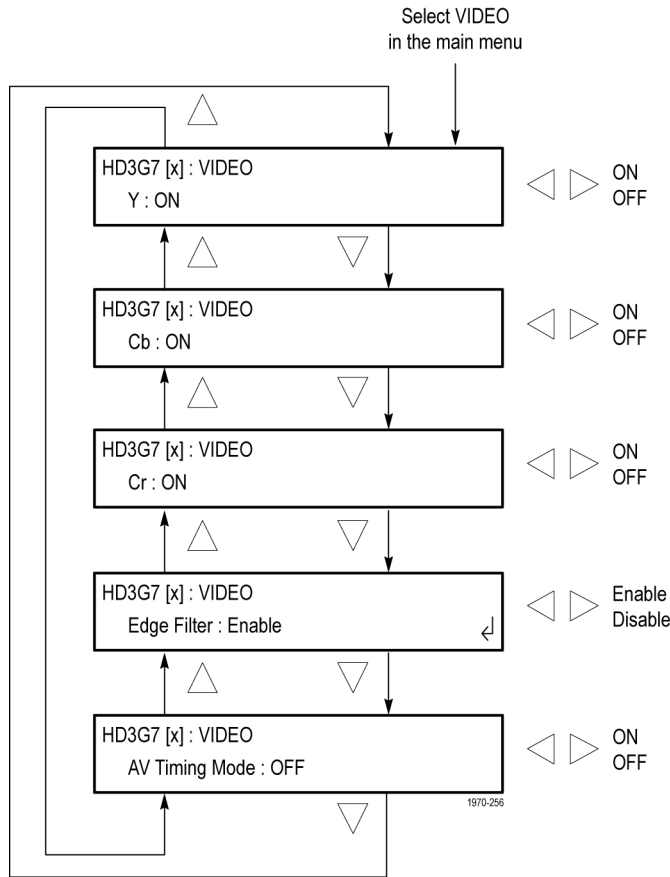 Select VIDEO
in the main menu
HD3G7 [x] : VIDEO
Y : ON
ON
OFF
HD3G7 [x] : VIDEO
Cb : ON
ON
OFF
HD3G7 [x] : VIDEO
Cr : ON
ON
OFF
HD3G7 [x] : VIDEO
Edge Filter : Enable
Enable
Disable
HD3G7 [x] : VIDEO
AV Timing Mode : OFF
ON
OFF
1970-256